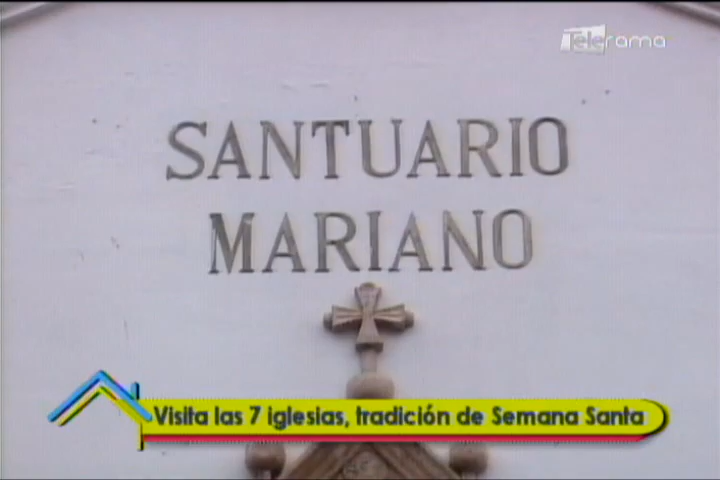 Telerama
SANTUARIO
MARIANO
Visita las 7 iglesias, tradición de Semana Santa